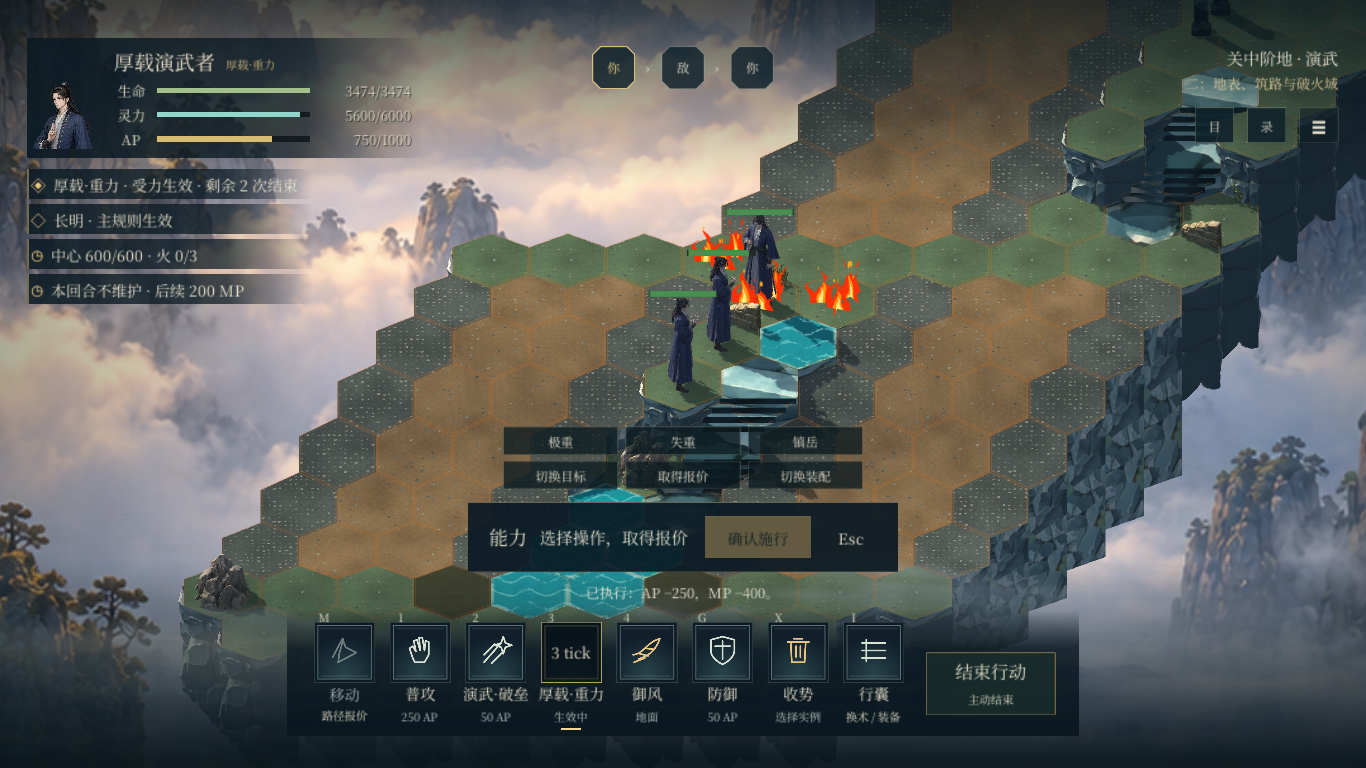 厚载演武者 厚载·重力
生命 3474/3474
灵力 5600/6000
AP 750/1000
厚载·重力 · 受力生效 · 剩余 2 次结束
长明 · 主规则生效
中心 600/600 · 火 0/3
本回合不维护 · 后续 200 MP
你 › 敌 › 你
关中阶地 · 演武
二：地表、筑路与破火域
目 录 ☰
极重 失重 镇岳
切换目标 取得报价 切换装配
能力 选择操作，取得报价 确认施行 Esc
已执行：AP −250，MP −400。
M 1 2 3 4 G X I
3 tick
移动 普攻 演武·破垒 厚载·重力 御风 防御 收势 行囊
路径报价 250 AP 50 AP 生效中 地面 50 AP 选择实例 换术 / 装备
结束行动
主动结束